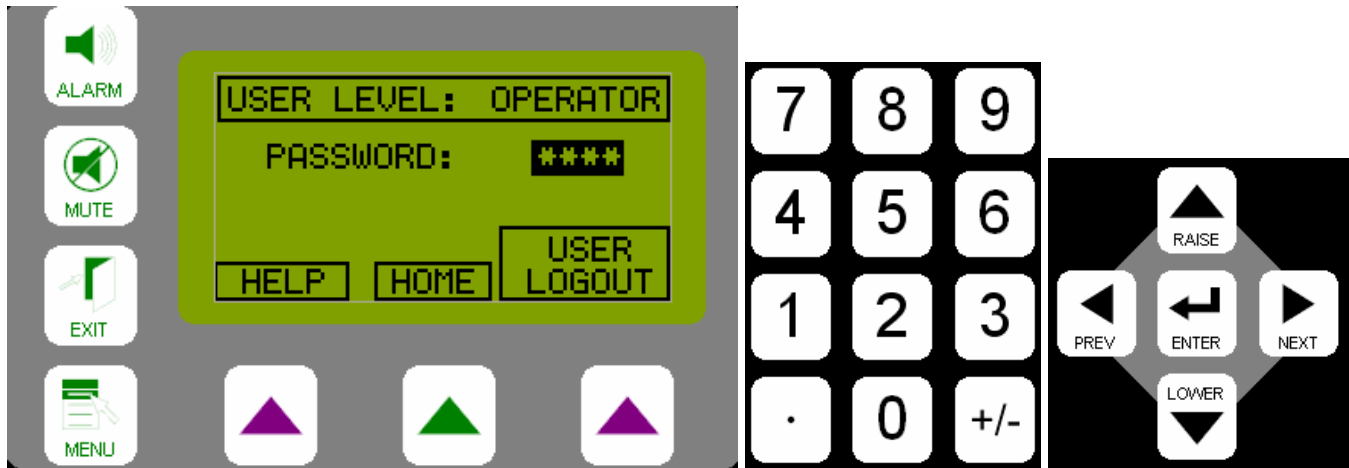 ALARM
MUTE
EXIT
MENU
USER LEVEL: OPERATOR
PASSWORD: ****
HELP HOME USER LOGOUT
7 8 9
4 5 6
1 2 3
. 0 +/-
RAISE
PREV ENTER NEXT
LOWER